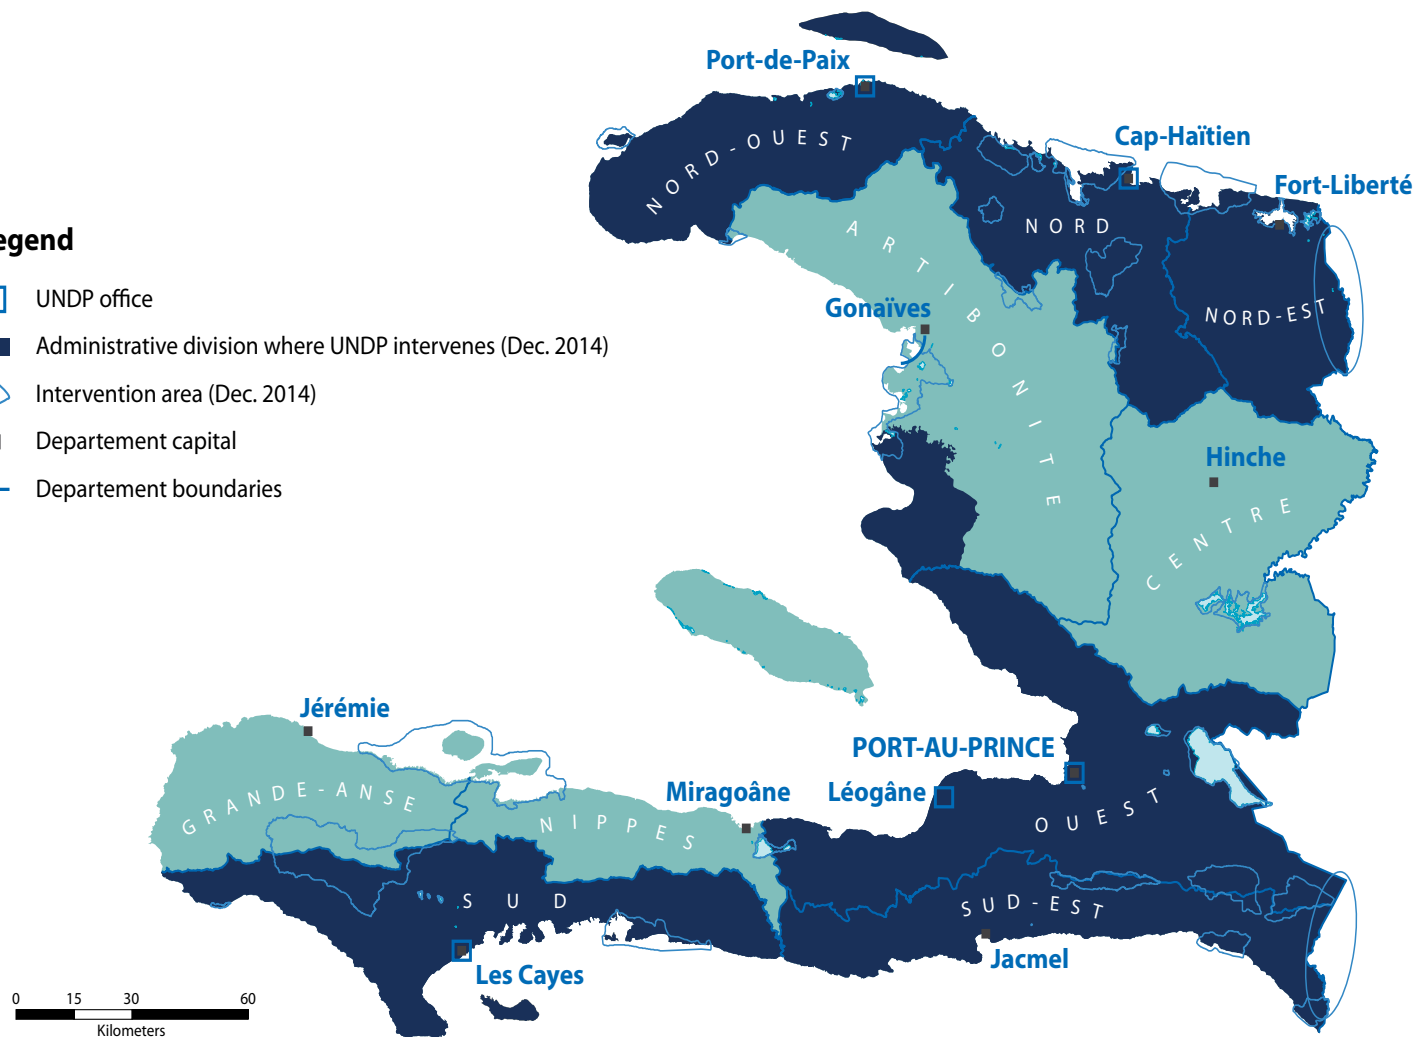 Port-de-Paix
Cap-Haïtien
Fort-Liberté
NORD-OUEST
NORD
ARTIBONITE
NORD-EST
Gonaïves
Hinche
CENTRE
egend
UNDP office
Administrative division where UNDP intervenes (Dec. 2014)
Intervention area (Dec. 2014)
Departement capital
Departement boundaries
Jérémie
PORT-AU-PRINCE
Miragoâne
Léogâne
GRANDE-ANSE
NIPPES
OUEST
SUD
SUD-EST
Jacmel
Les Cayes
0 15 30 60
Kilometers